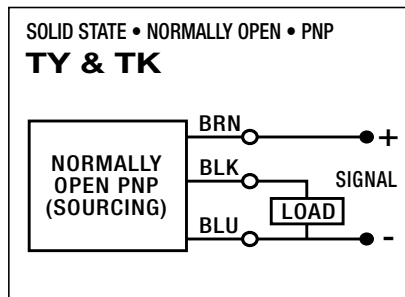 SOLID STATE • NORMALLY OPEN • PNP
TY & TK
BRN
+
NORMALLY
OPEN PNP
(SOURCING)
BLK
SIGNAL
LOAD
BLU
-